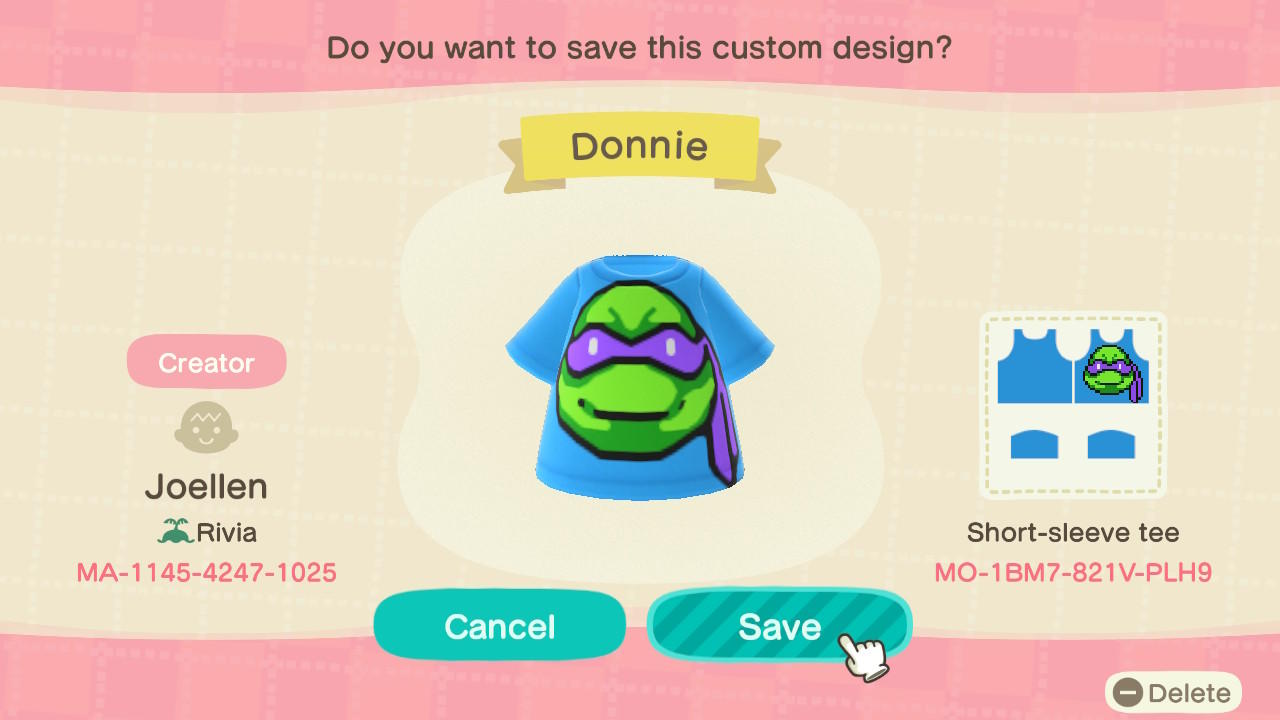 Do you want to save this custom design?
Donnie
Creator
Joellen
Rivia
MA-1145-4247-1025
Short-sleeve tee
MO-1BM7-821V-PLH9
Cancel
Save
Delete